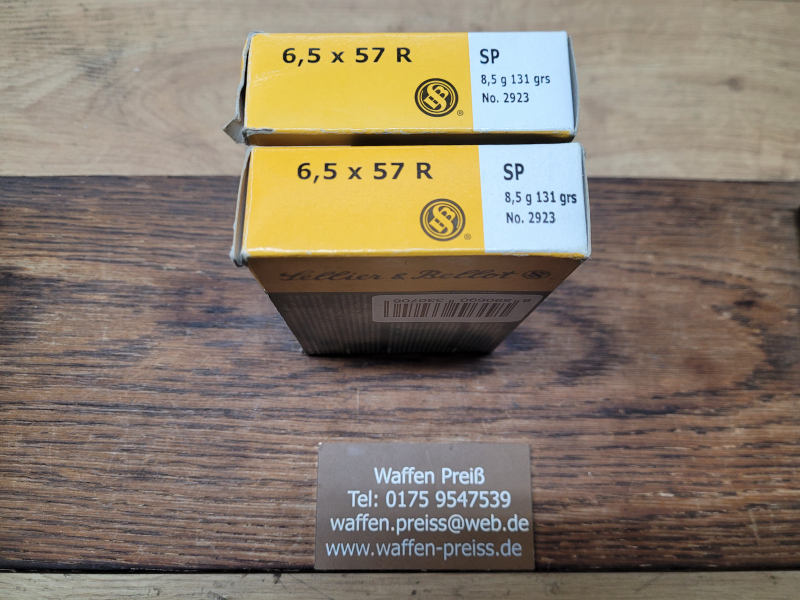 6,5 x 57 R
SP
8,5 g 131 grs
No. 2923
®
6,5 x 57 R
SP
8,5 g 131 grs
No. 2923
®
Sellier & Bellot
Waffen Preiß
Tel: 0175 9547539
waffen.preiss@web.de
www.waffen-preiss.de